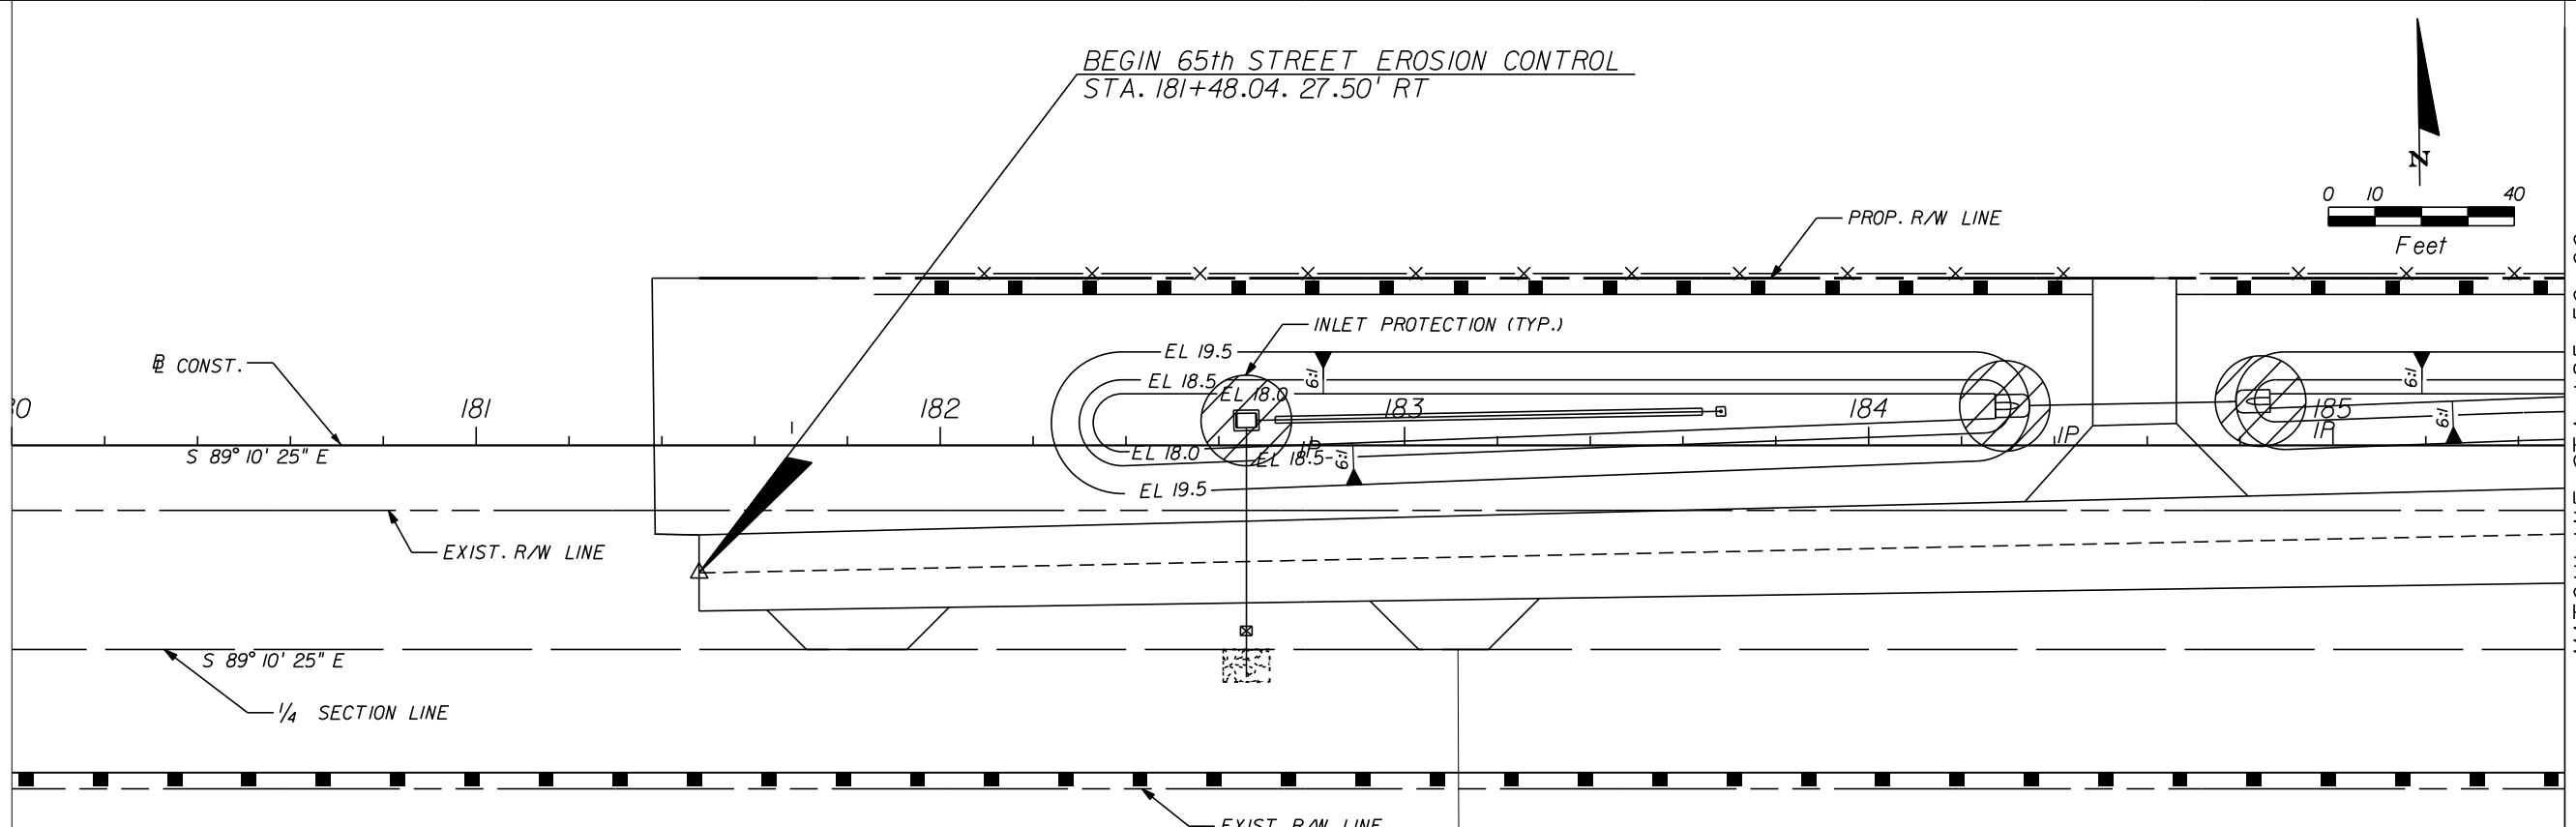 BEGIN 65th STREET EROSION CONTROL
STA. 181+48.04. 27.50' RT
N
0 10 40
Feet
PROP. R/W LINE
INLET PROTECTION (TYP.)
EL 19.5
EL 18.5
EL 18.0
6:1
6:1
℄ CONST.
181
182
183
184
185
S 89° 10' 25" E
IP
IP
IP
EL 18.0
EL 18.5
6:1
6:1
EL 19.5
EXIST. R/W LINE
S 89° 10' 25" E
1/4 SECTION LINE
EXIST. R/W LINE